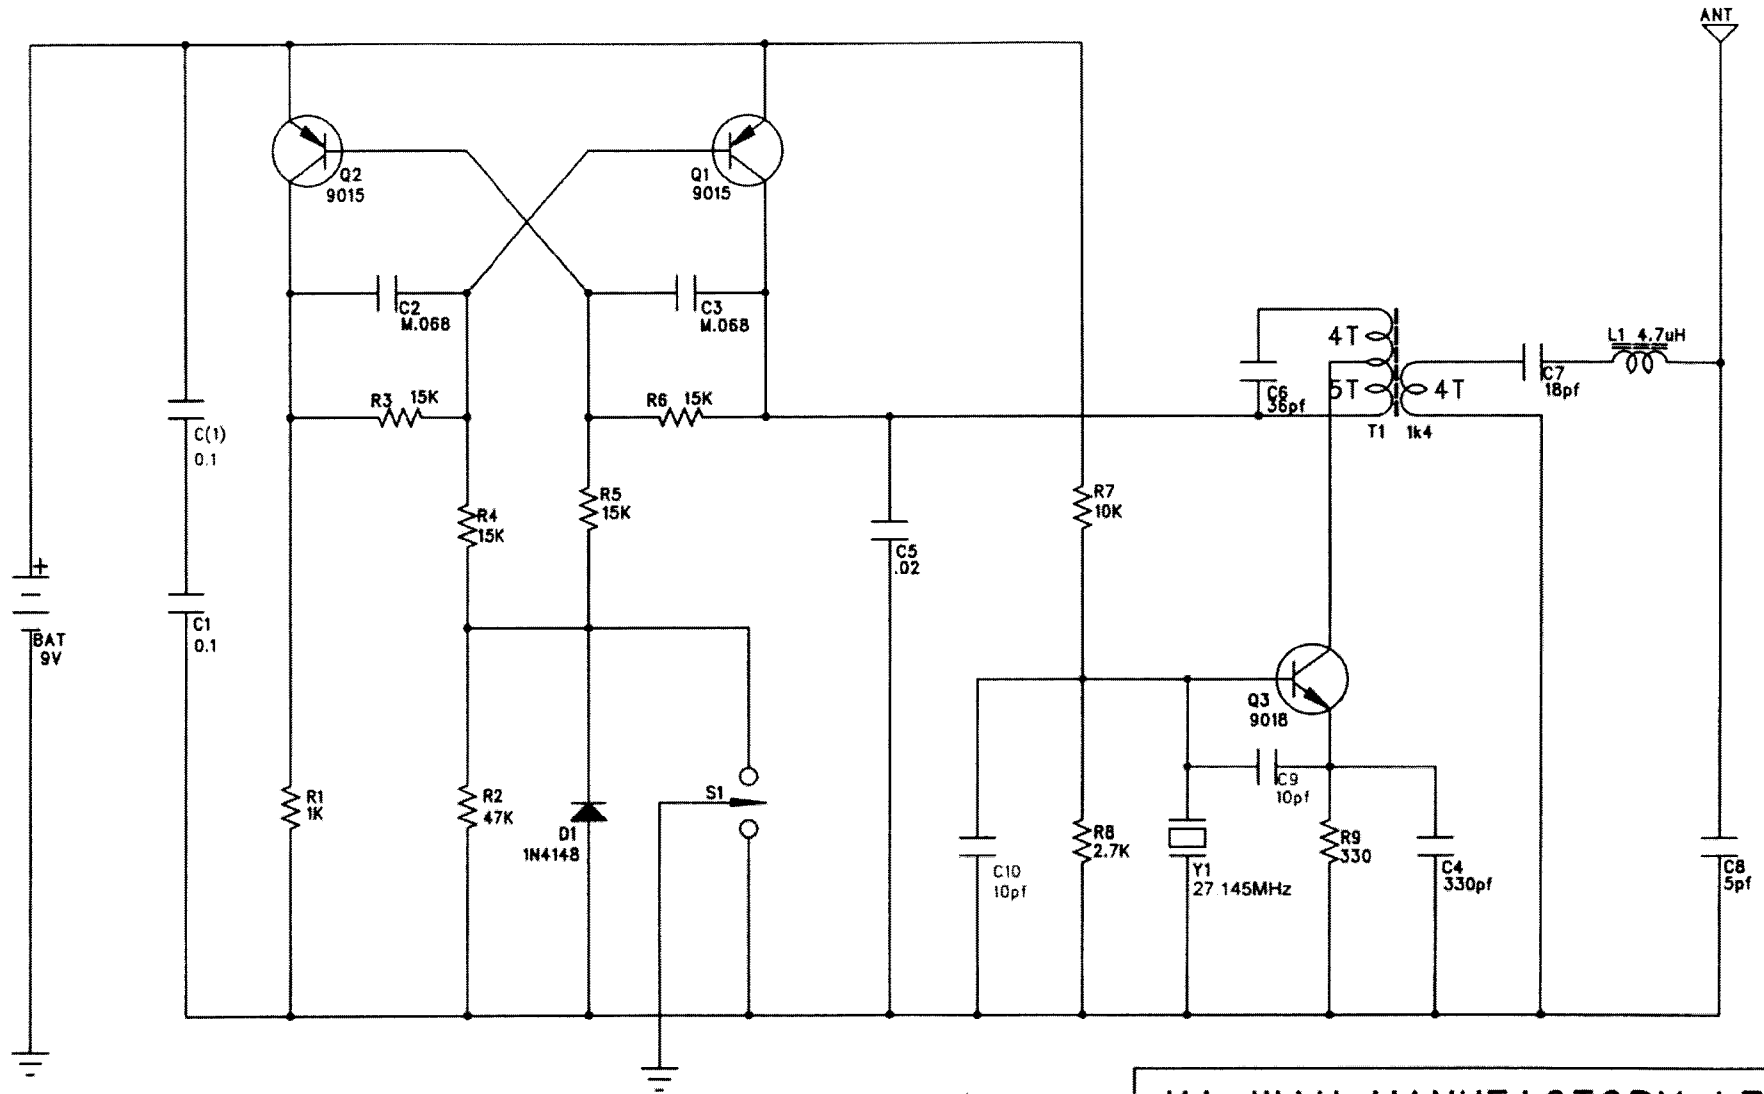 ANT
Q2
9015
Q1
9015
C2
M.068
C3
M.068
R3 15K
R6 15K
C(1)
0.1
R4
15K
R5
15K
C5
.02
R7
10K
4T
5T
4T
C6
36pf
T1 1k4
C7
18pf
L1 4.7uH
+
BAT
9V
C1
0.1
Q3
9018
R1
1K
R2
47K
D1
1N4148
S1
C9
10pf
C10
10pf
R8
2.7K
Y1
27.145MHz
R9
330
C4
330pf
C8
5pf